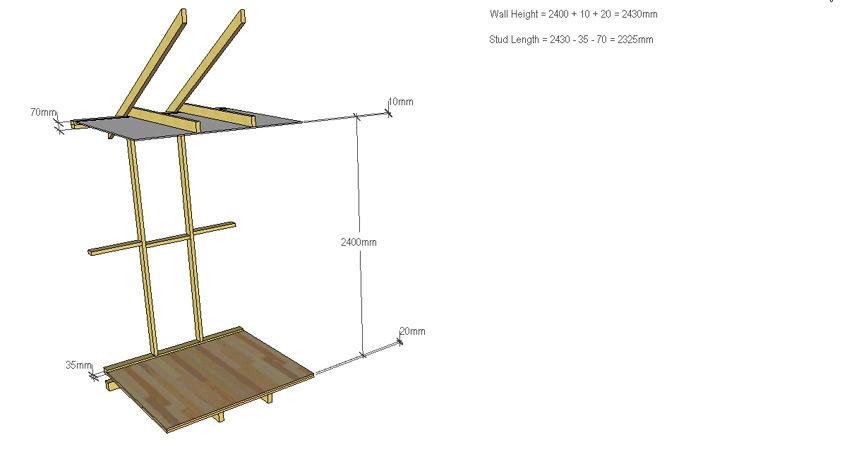 Wall Height = 2400 + 10 + 20 = 2430mm
Stud Length = 2430 - 35 - 70 = 2325mm
10mm
70mm
2400mm
20mm
35mm